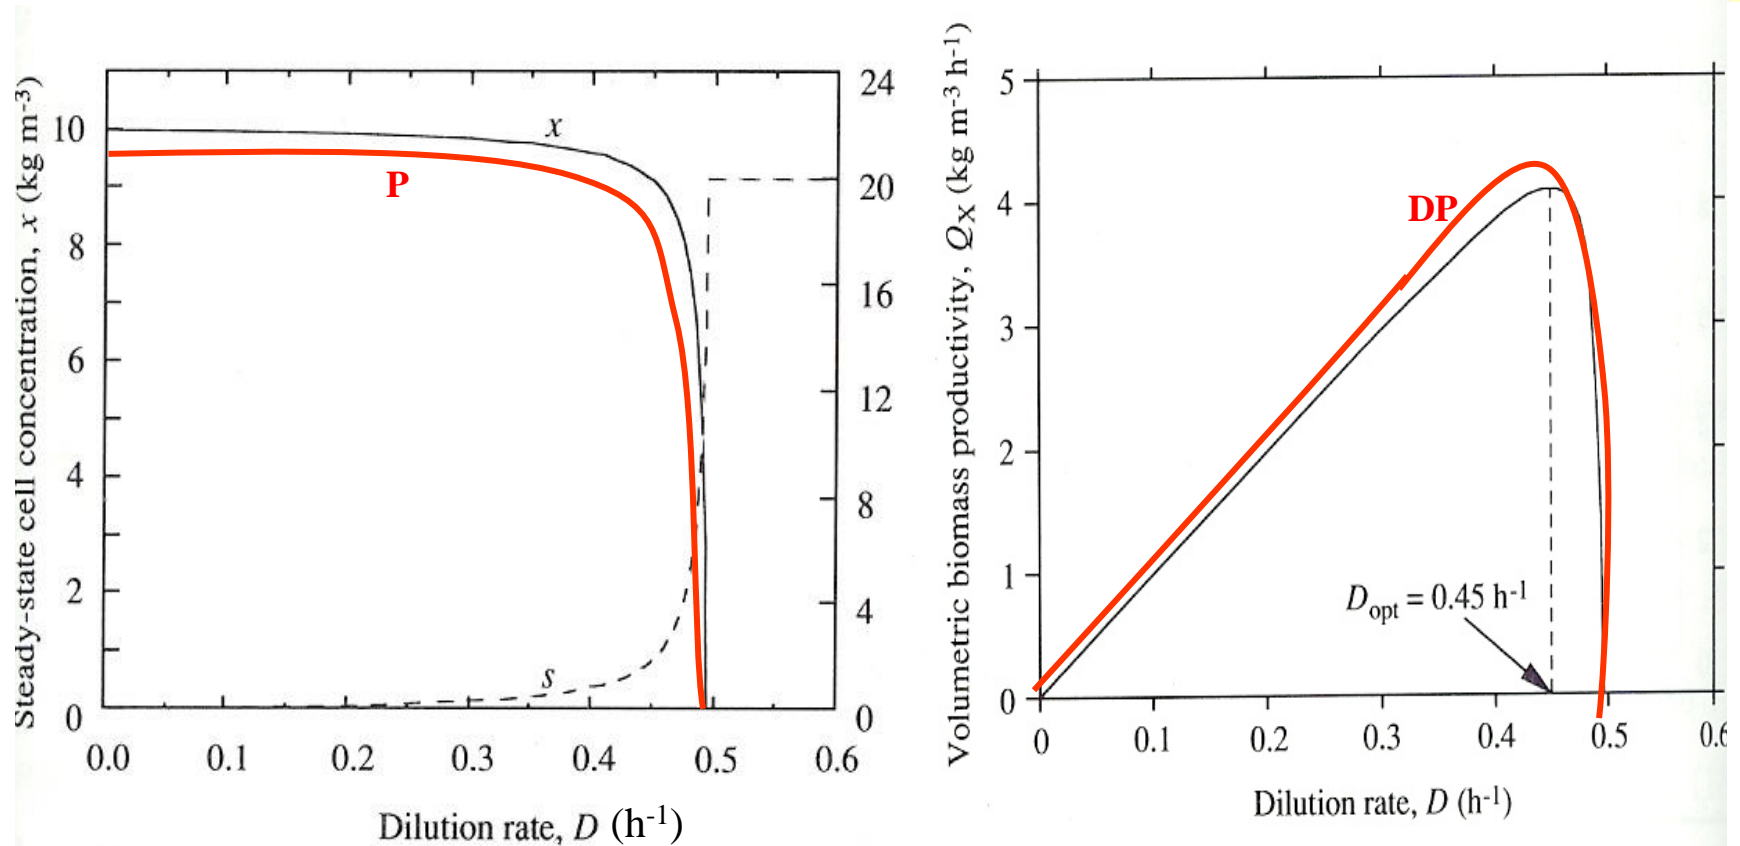 Steady-state cell concentration, x (kg m-3)
10
8
6
4
2
0
x
P
s
24
20
16
12
8
4
0
0.0 0.1 0.2 0.3 0.4 0.5 0.6
Dilution rate, D (h-1)
Volumetric biomass productivity, QX (kg m-3 h-1)
5
4
3
2
1
0
DP
Dopt = 0.45 h-1
0 0.1 0.2 0.3 0.4 0.5 0.6
Dilution rate, D (h-1)